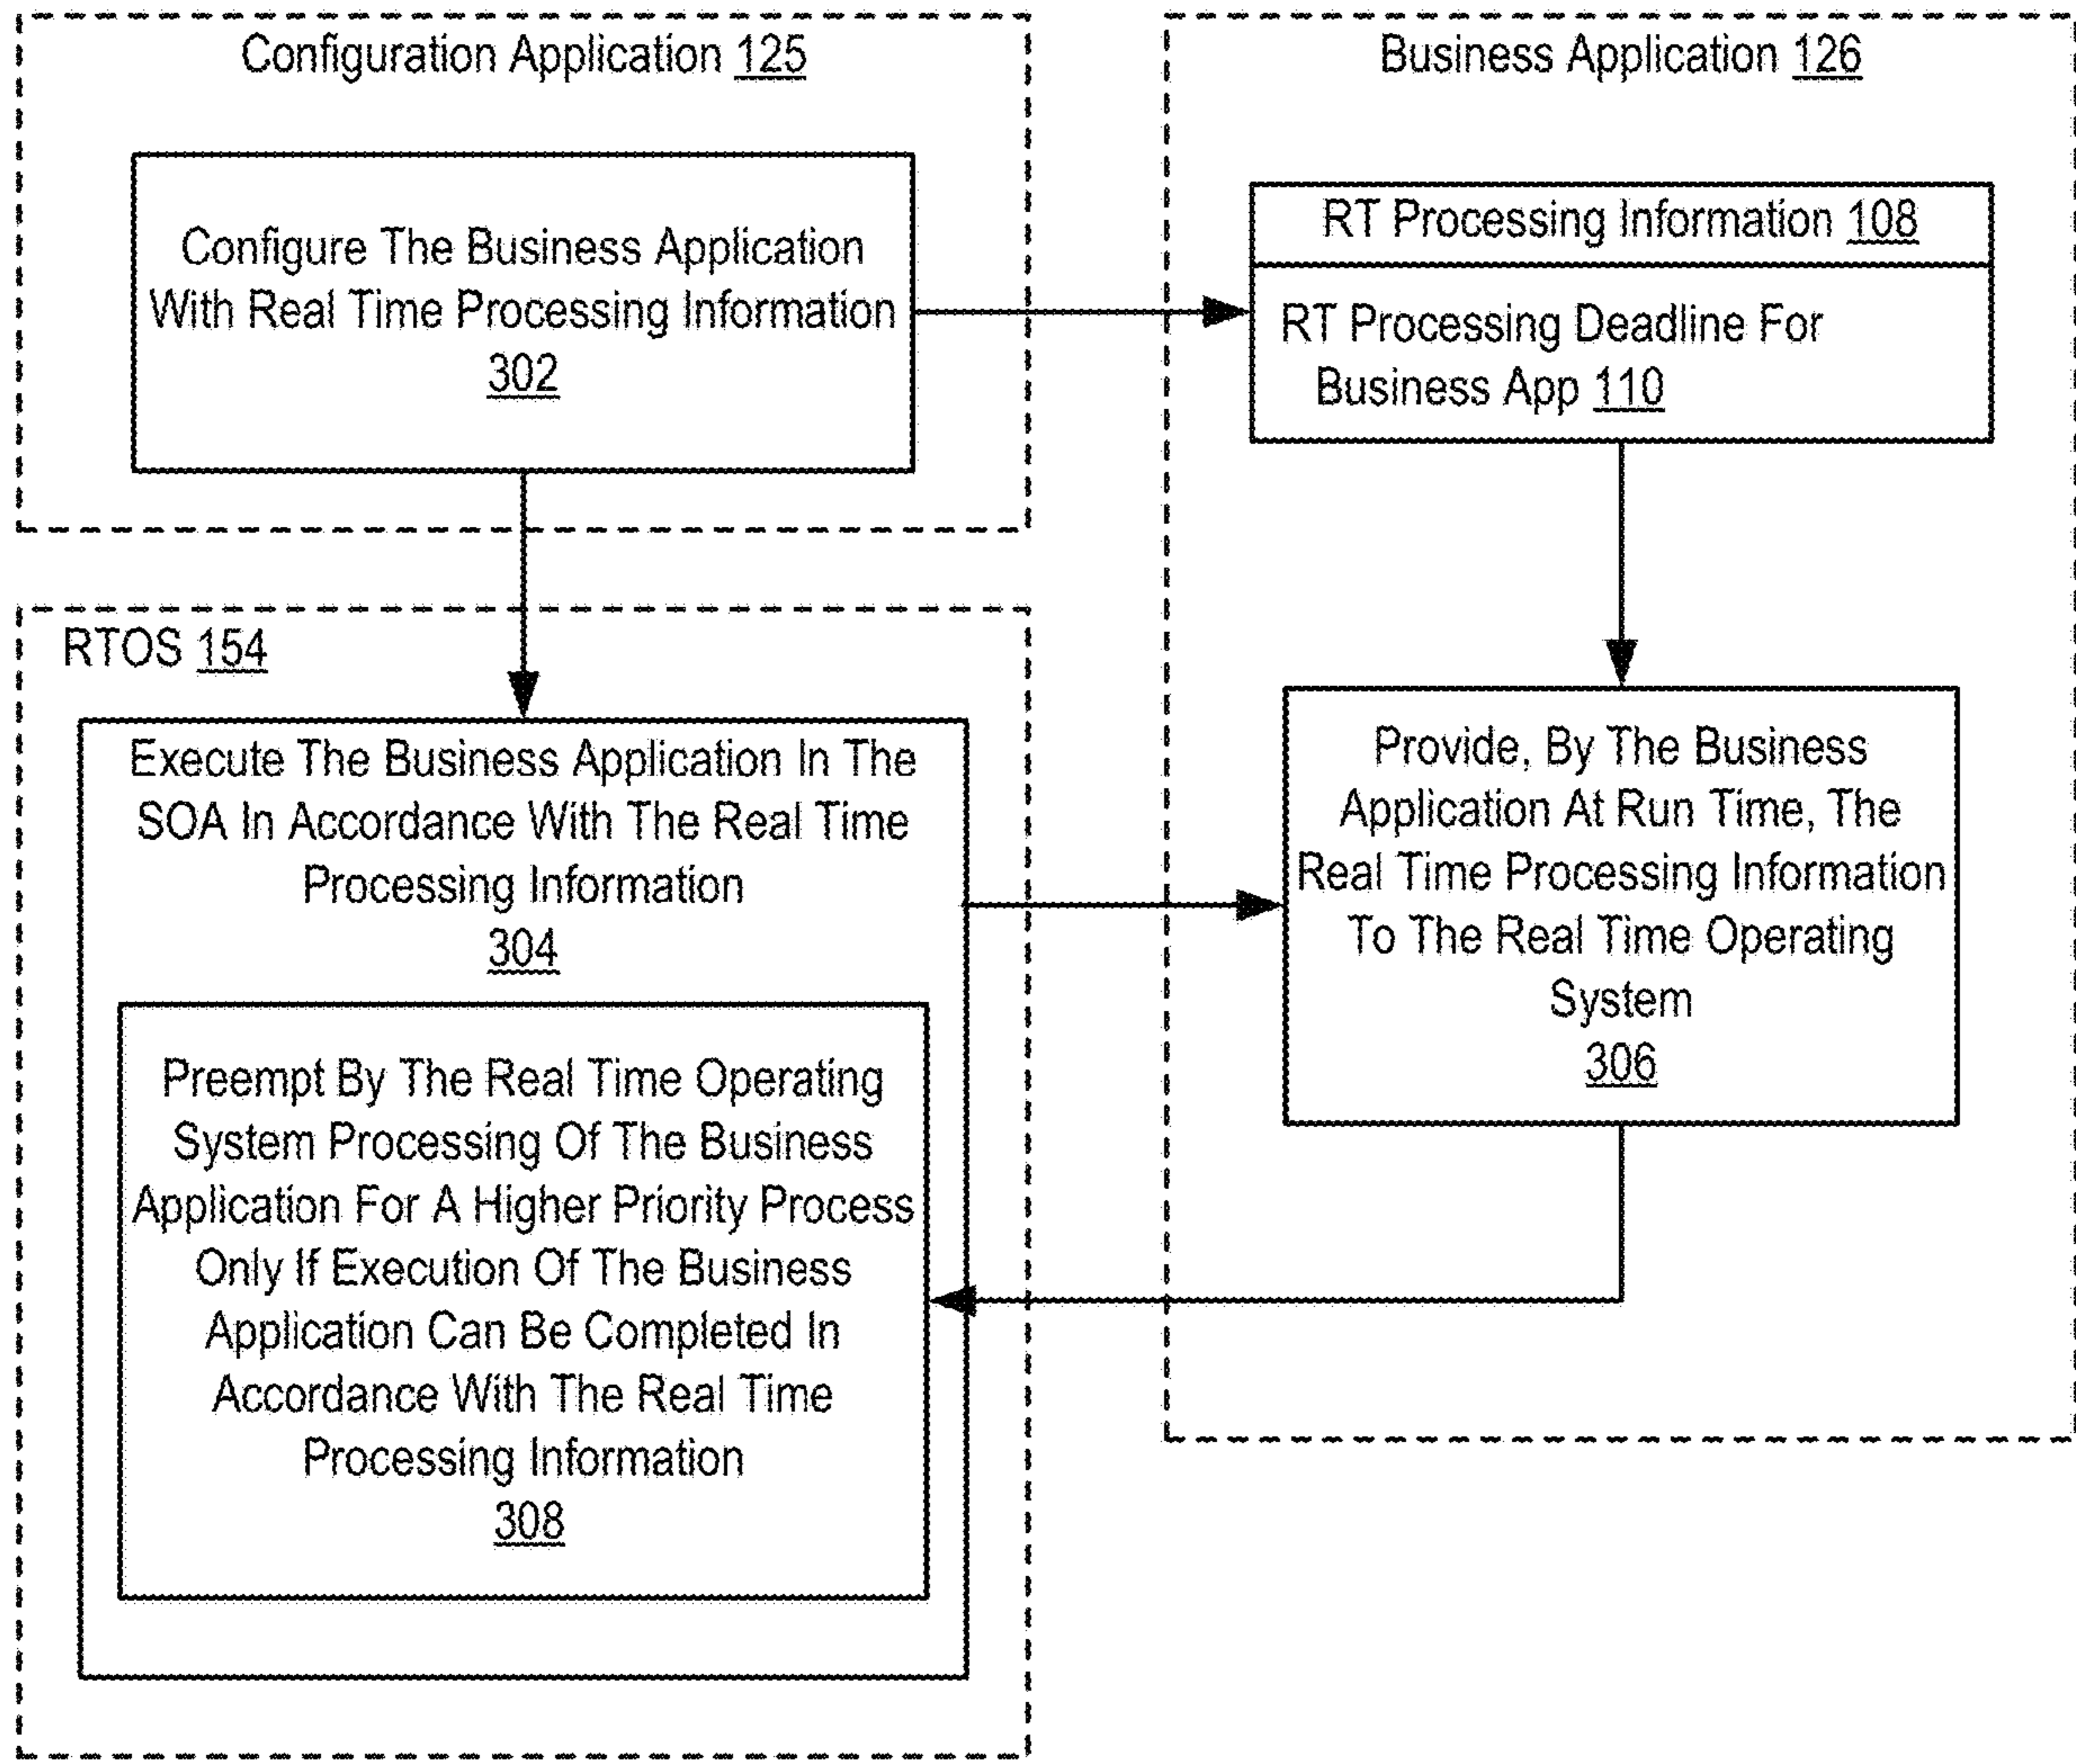 Configuration Application 125
Configure The Business Application
With Real Time Processing Information
302
Business Application 126
RT Processing Information 108
RT Processing Deadline For
Business App 110
RTOS 154
Execute The Business Application In The
SOA In Accordance With The Real Time
Processing Information
304
Preempt By The Real Time Operating
System Processing Of The Business
Application For A Higher Priority Process
Only If Execution Of The Business
Application Can Be Completed In
Accordance With The Real Time
Processing Information
308
Provide, By The Business
Application At Run Time, The
Real Time Processing Information
To The Real Time Operating
System
306